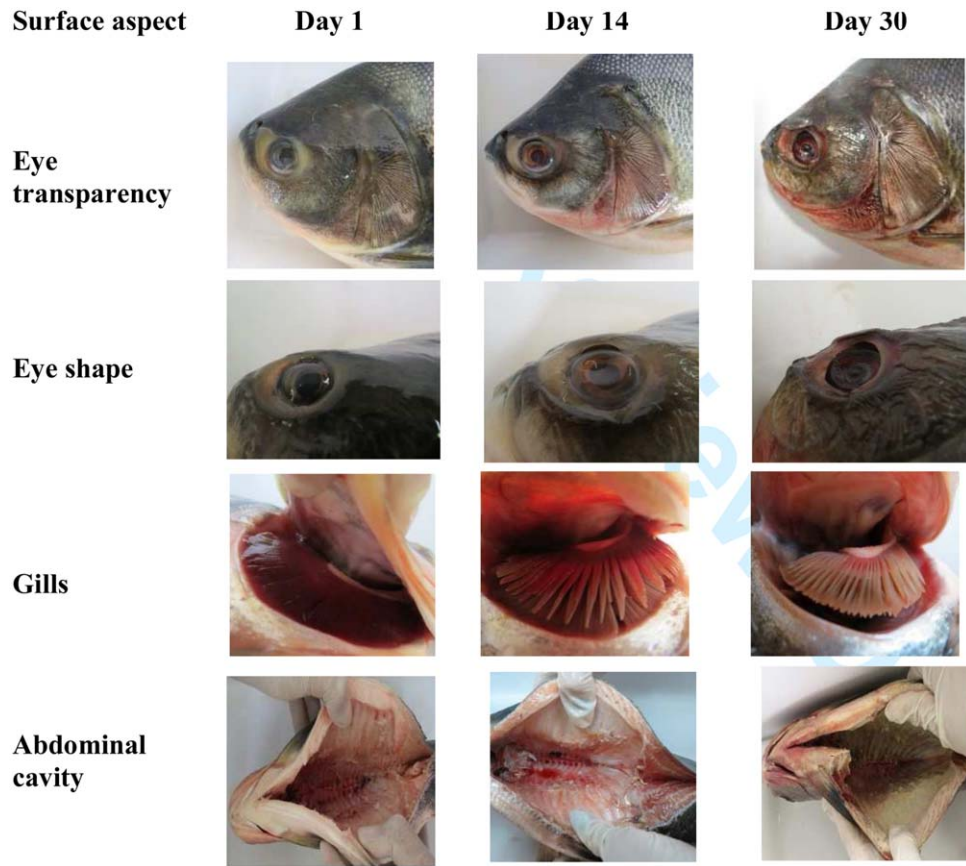 Surface aspect Day 1 Day 14 Day 30
Eye
transparency
Eye shape
Gills
Abdominal
cavity